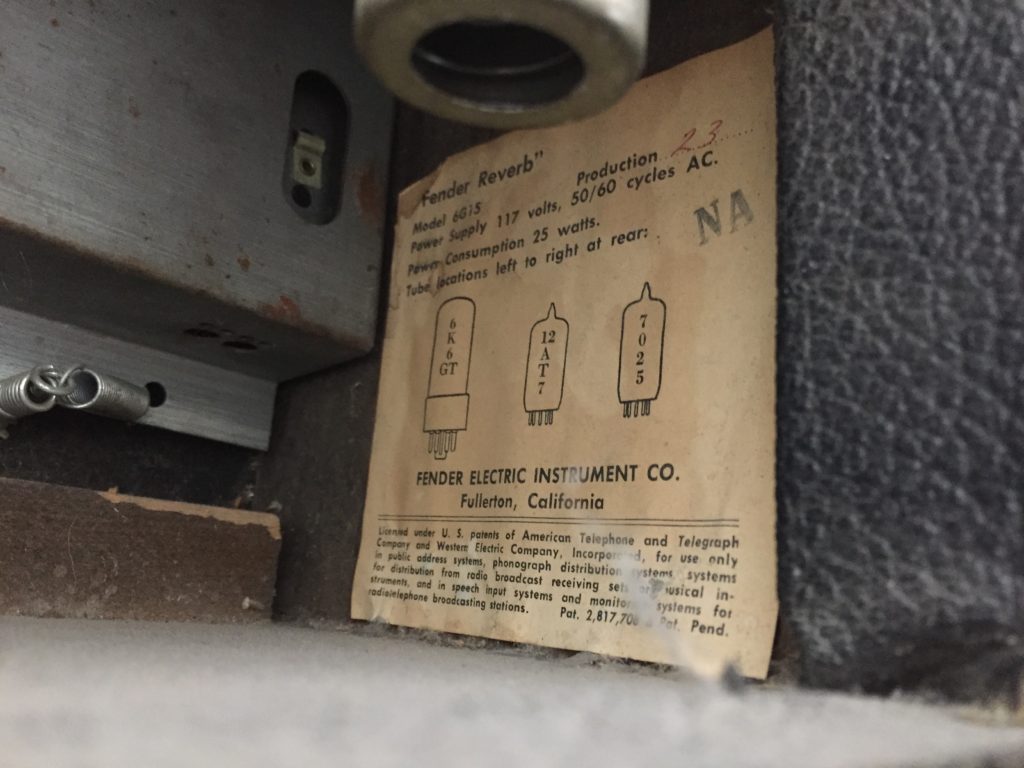 Fender Reverb" Production 23
Model 6G15
Power Supply 117 volts, 50/60 cycles AC.
Power Consumption 25 watts.
NA
Tube locations left to right at rear:
6K6GT
12AT7
7025
FENDER ELECTRIC INSTRUMENT CO.
Fullerton, California
Licensed under U. S. patents of American Telephone and Telegraph
Company and Western Electric Company, Incorporated, for use only
in public address systems, phonograph distribution systems, systems
for distribution from radio broadcast receiving sets or musical in-
struments, and in speech input systems and monitor systems for
radiotelephone broadcasting stations. Pat. 2,817,70 & Pat. Pend.